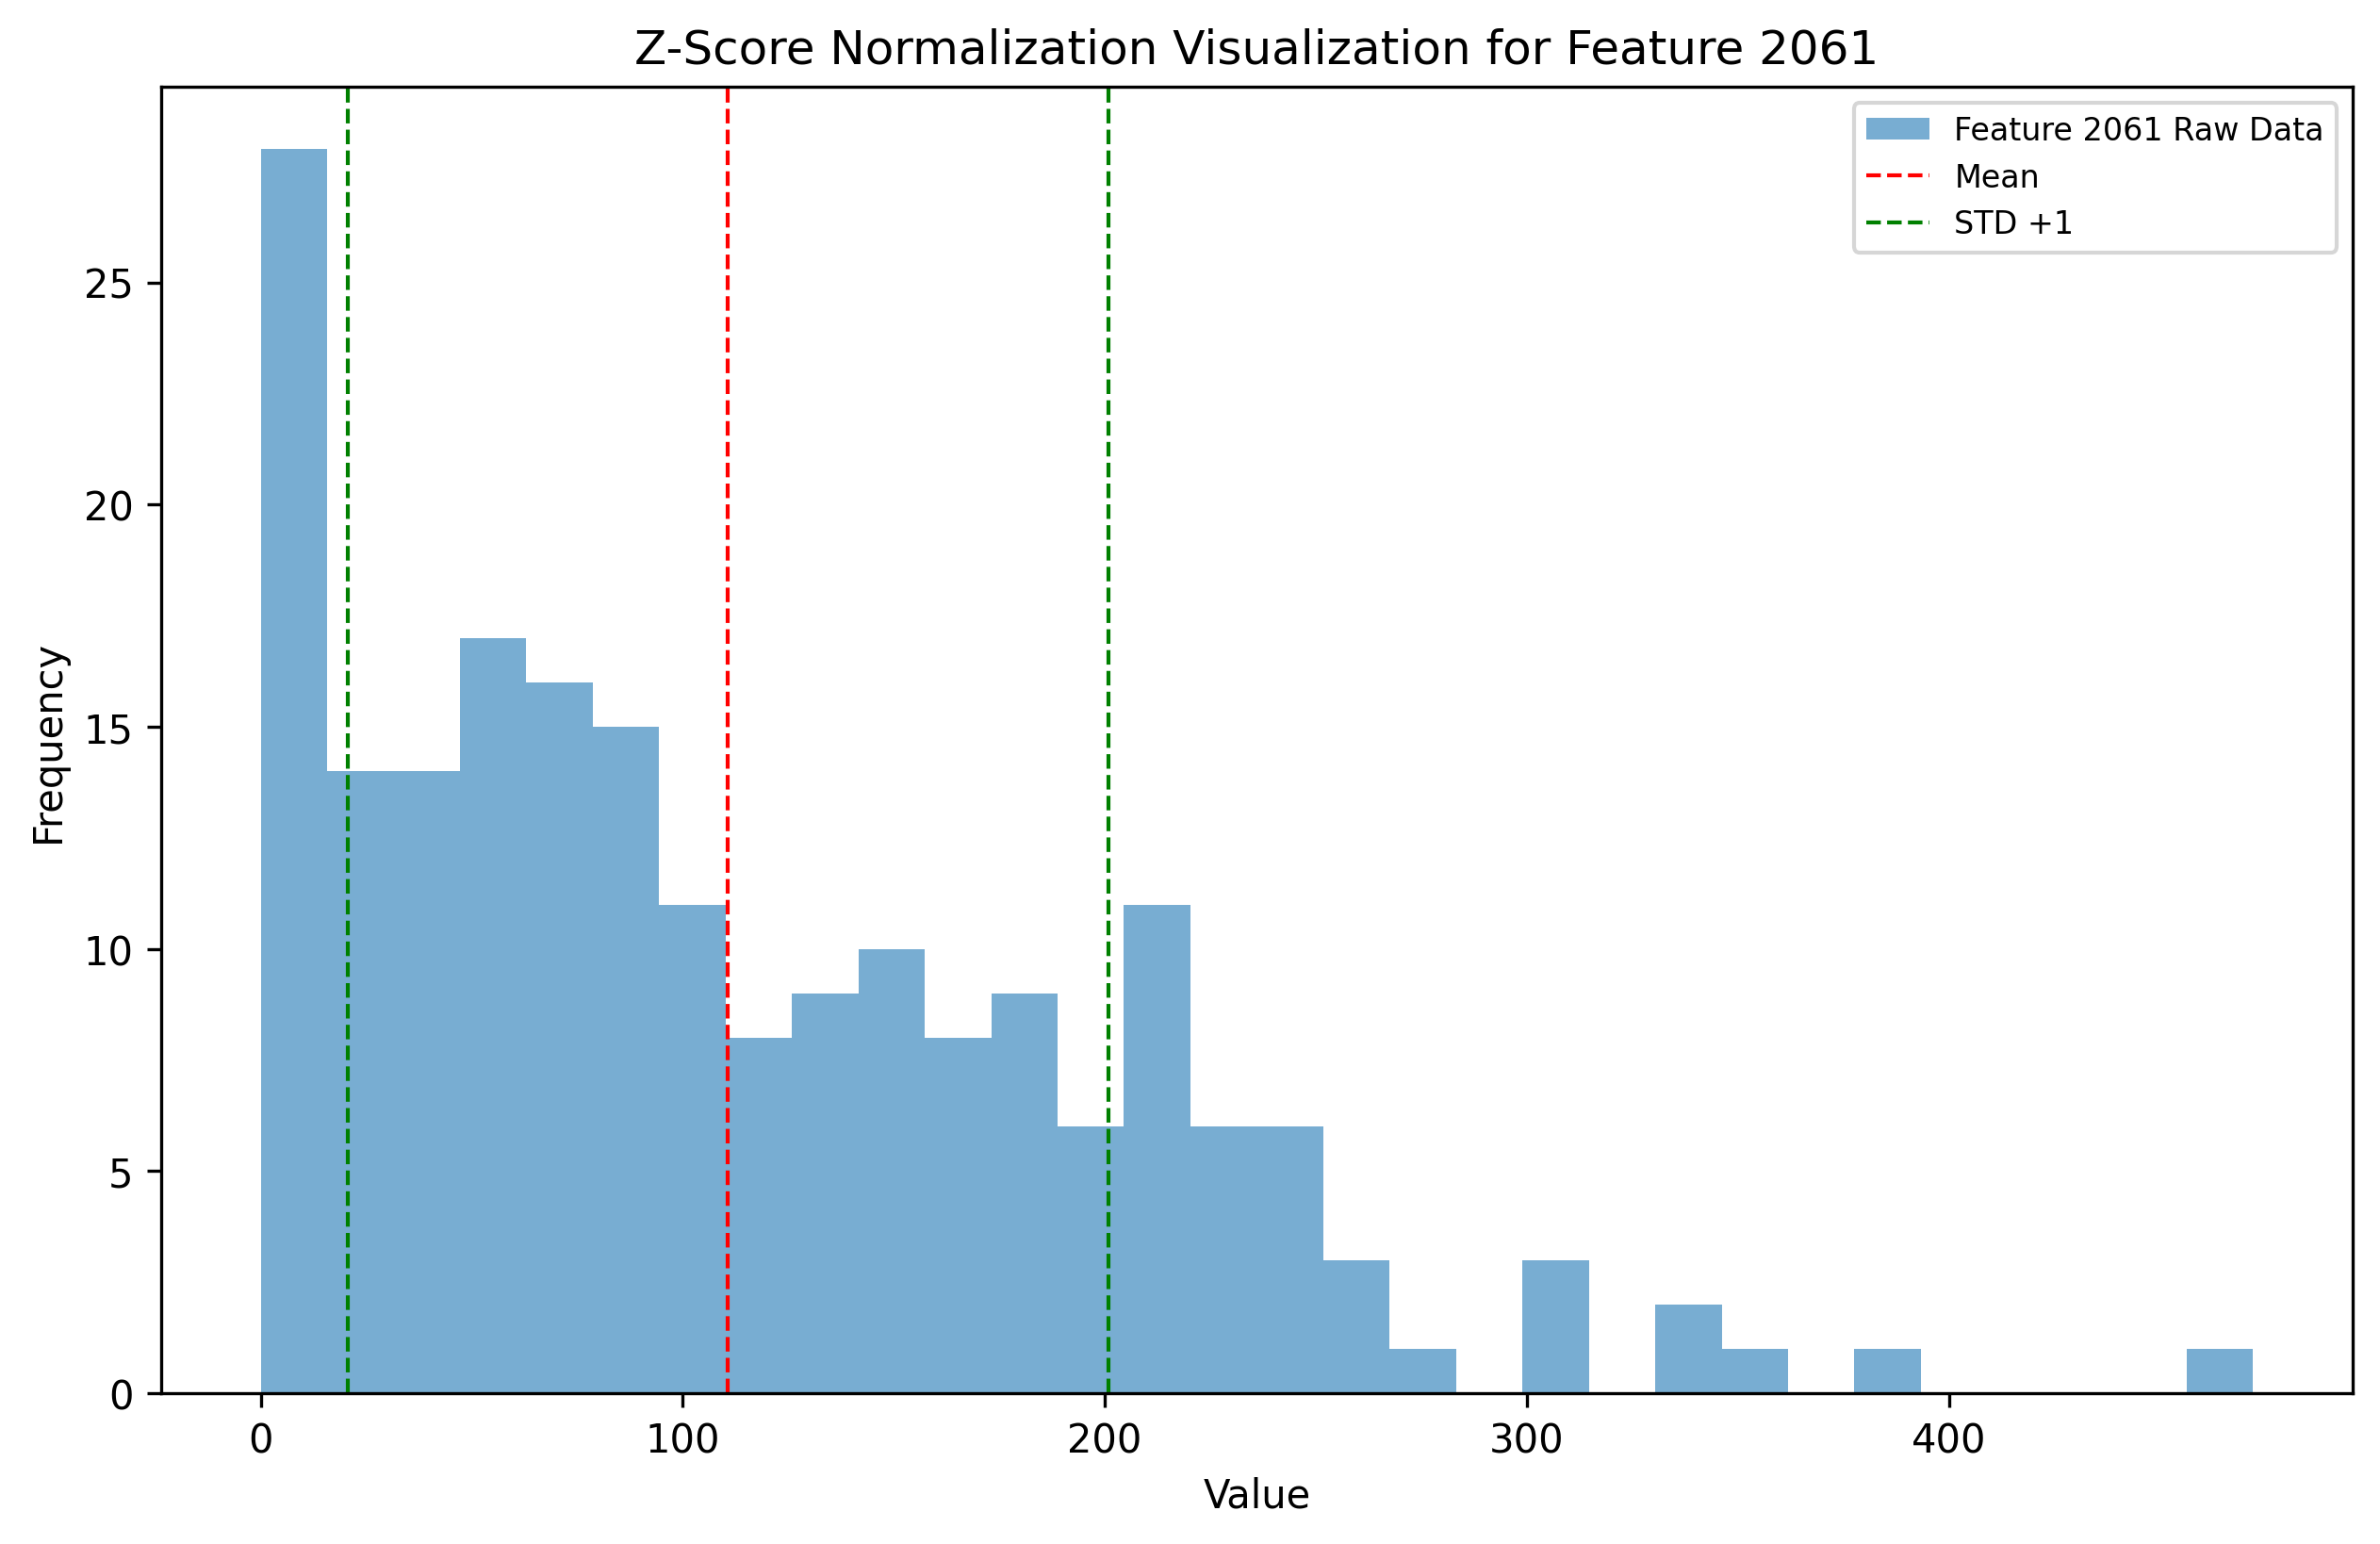 Z-Score Normalization Visualization for Feature 2061
Feature 2061 Raw Data
Mean
STD +1
25
20
15
10
5
0
Frequency
0 100 200 300 400
Value